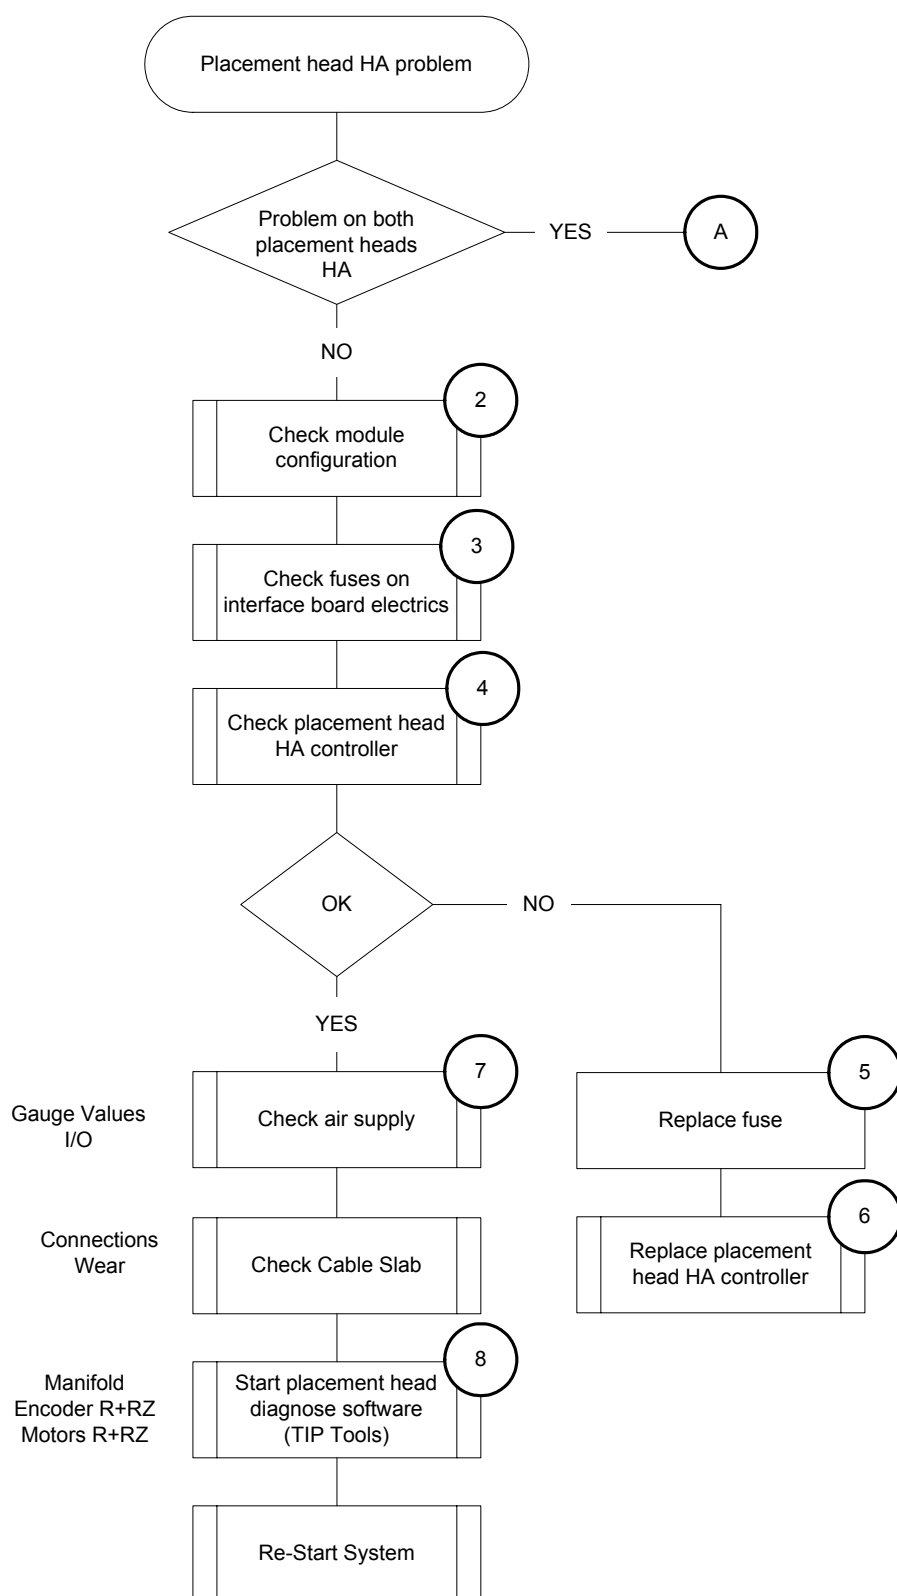 Placement head HA problem
Problem on both
placement heads
HA
YES
A
NO
2
Check module
configuration
3
Check fuses on
interface board electrics
4
Check placement head
HA controller
OK
NO
YES
7
5
Gauge Values
I/O
Check air supply
Replace fuse
6
Connections
Wear
Check Cable Slab
Replace placement
head HA controller
8
Manifold
Encoder R+RZ
Motors R+RZ
Start placement head
diagnose software
(TIP Tools)
Re-Start System